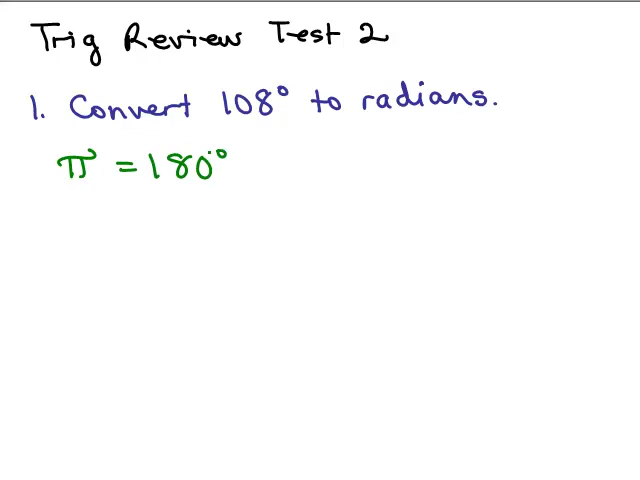 Trig Review Test 2
1. Convert 108° to radians.
π = 180°